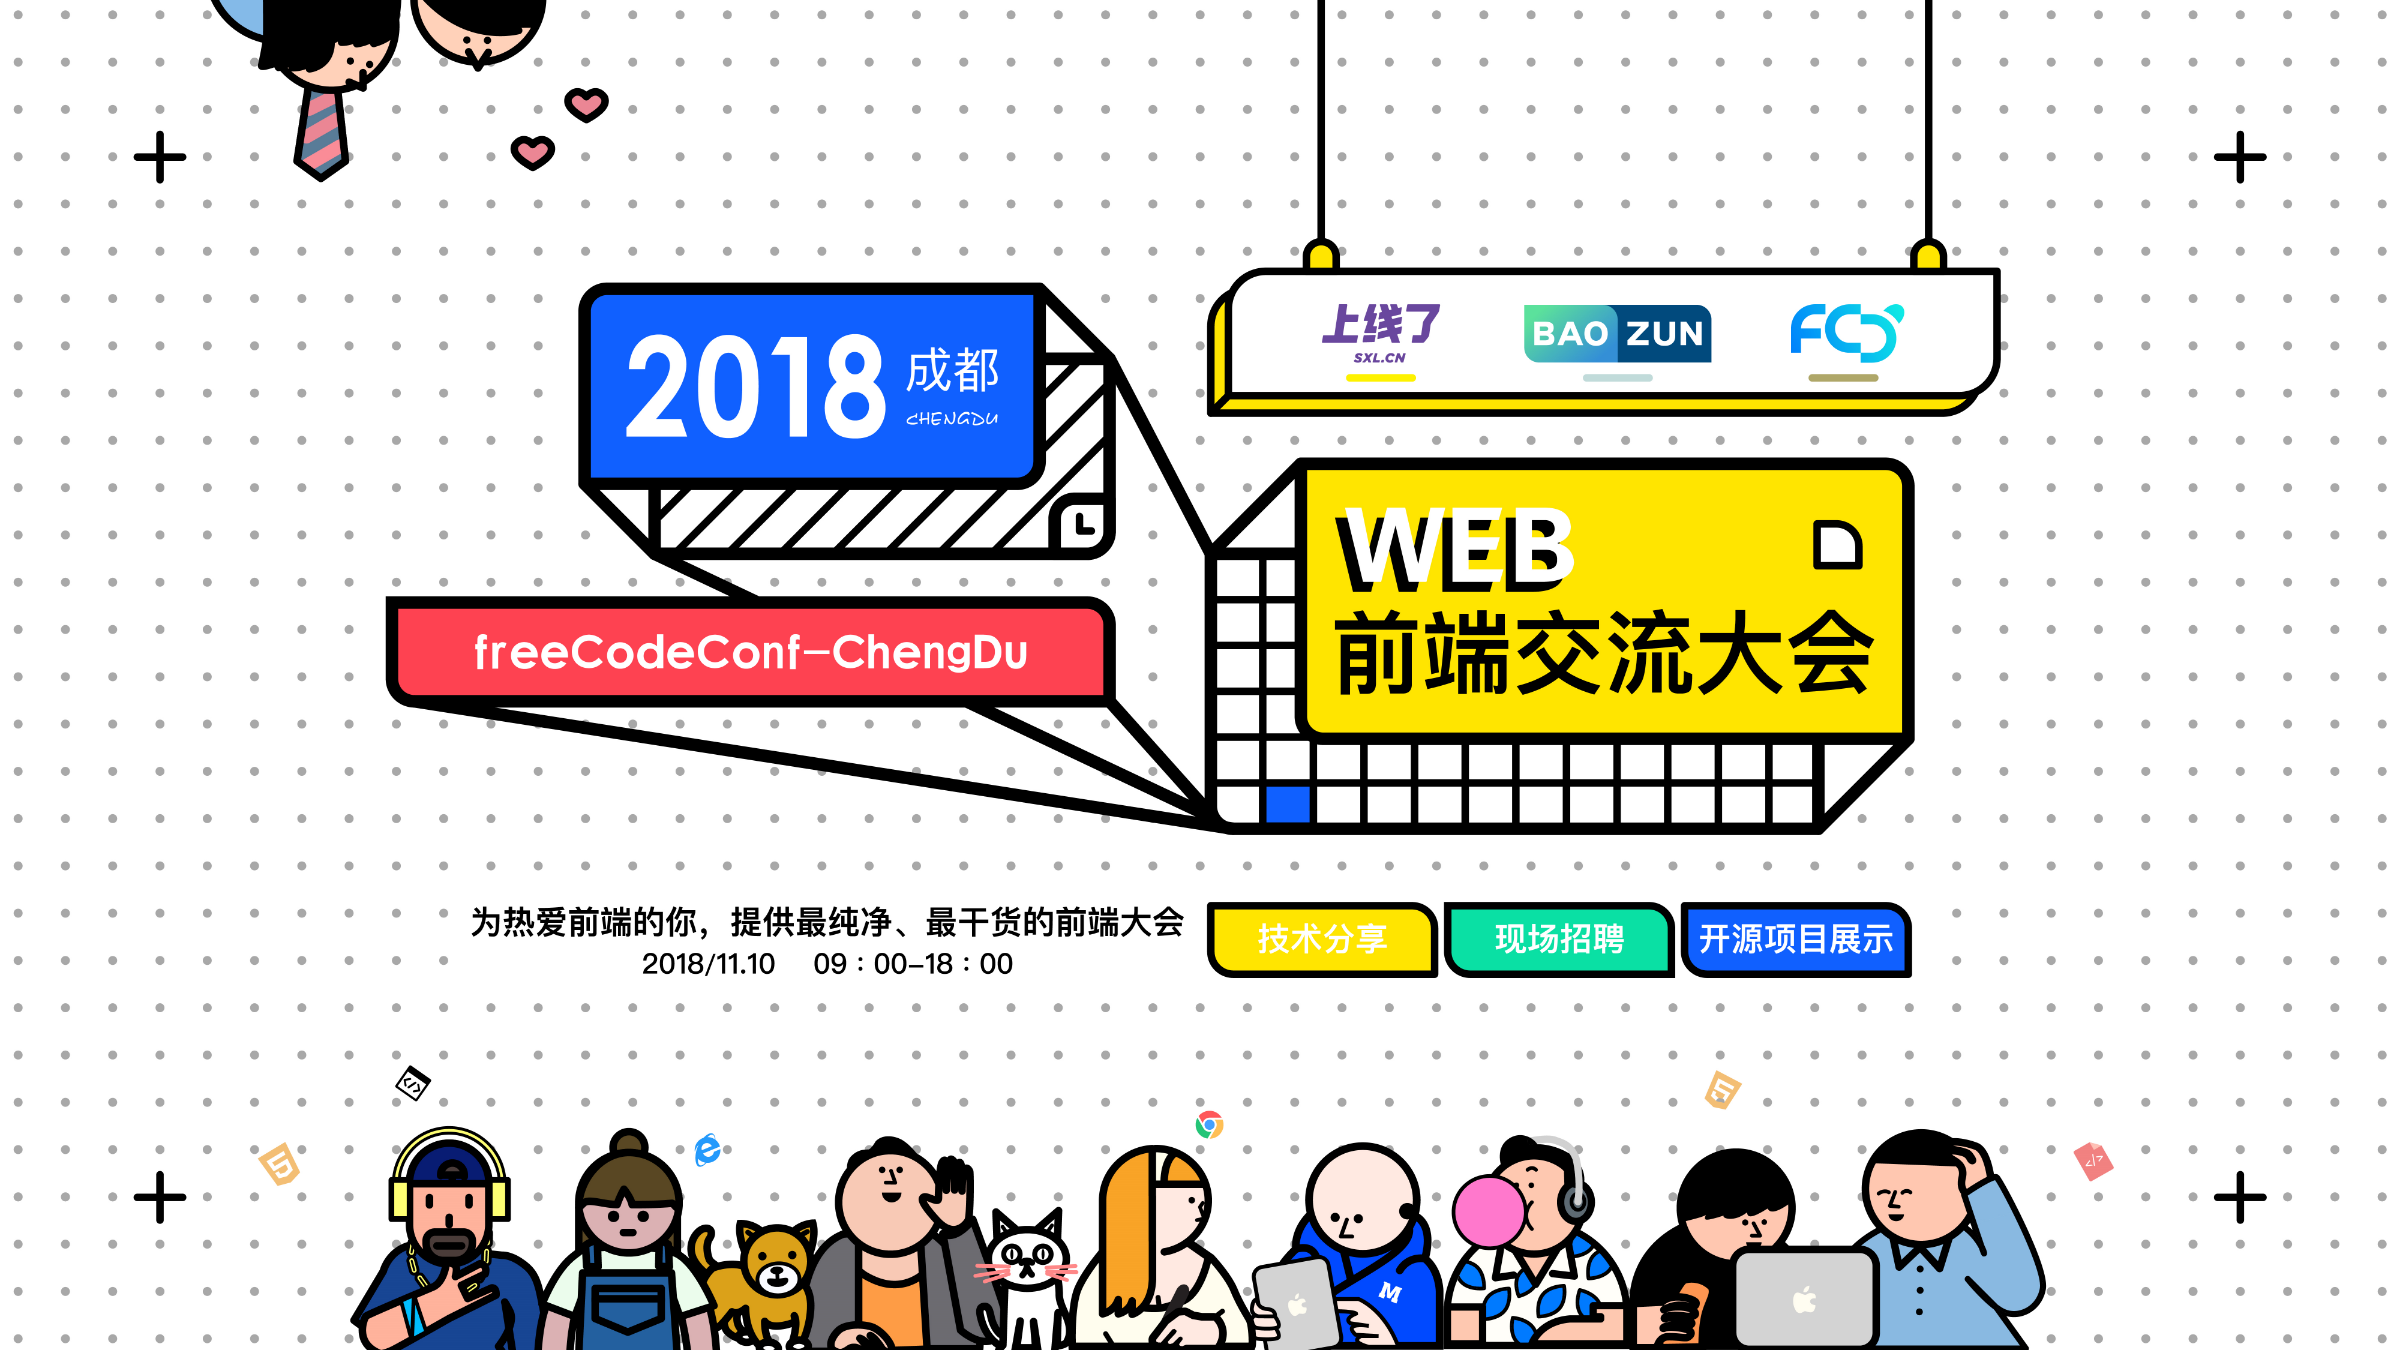 上线了
SXL.CN
BAO ZUN
FCC
2018 成都
CHENGDU
WEB
前端交流大会
freeCodeConf-ChengDu
为热爱前端的你，提供最纯净、最干货的前端大会
2018/11.10 09：00-18：00
技术分享
现场招聘
开源项目展示
M